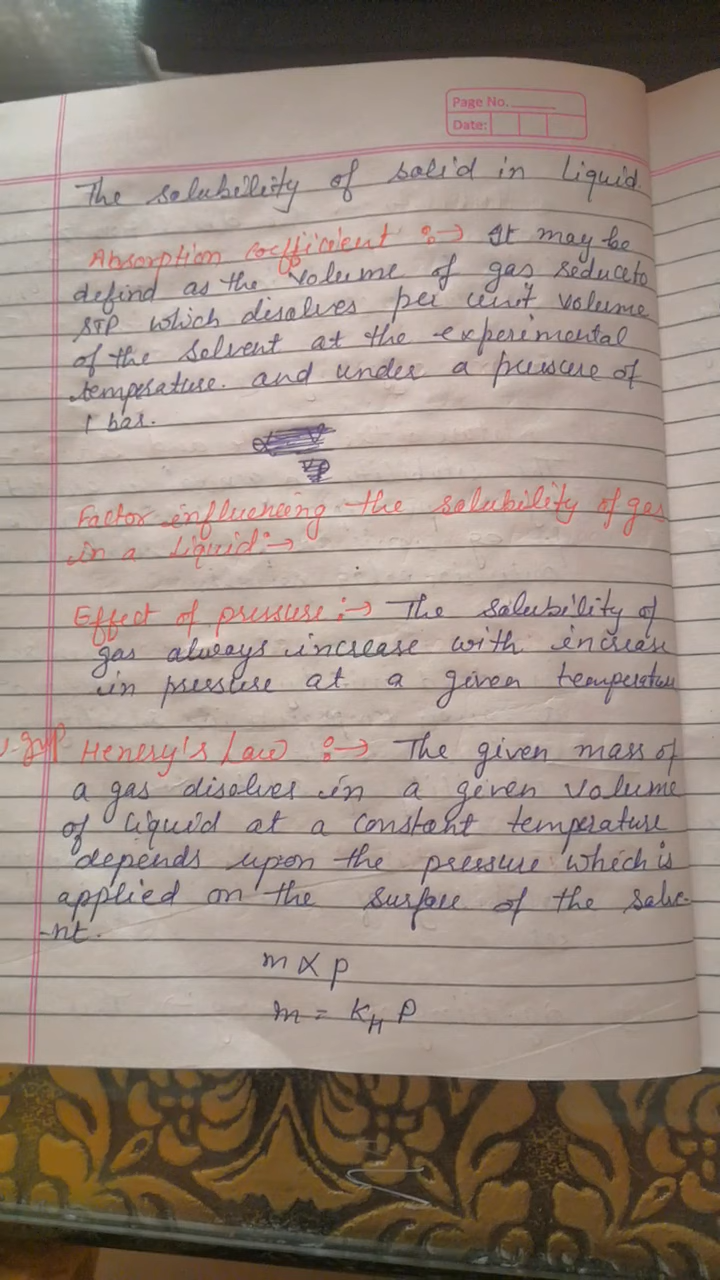 Page No.
Date:
The solubility of solid in liquid.
Absorption coefficient :→ It may be
defind as the volume of gas reduceto
STP which disolves per unit volume
of the solvent at the experimental
temperature. and under a pressure of
1 bar.
Factor influencing the solubility of gas
in a liquid:→
Effect of pressure:→ The solubility of
gas always increase with increase
in pressure at a given temperature
Henery's Law :→ The given mass of
a gas disolves in a given volume
of liquid at a constant temperature
depends upon the pressure which is
applied on the surface of the solve-
-nt.
m ∝ p
m = K_H P